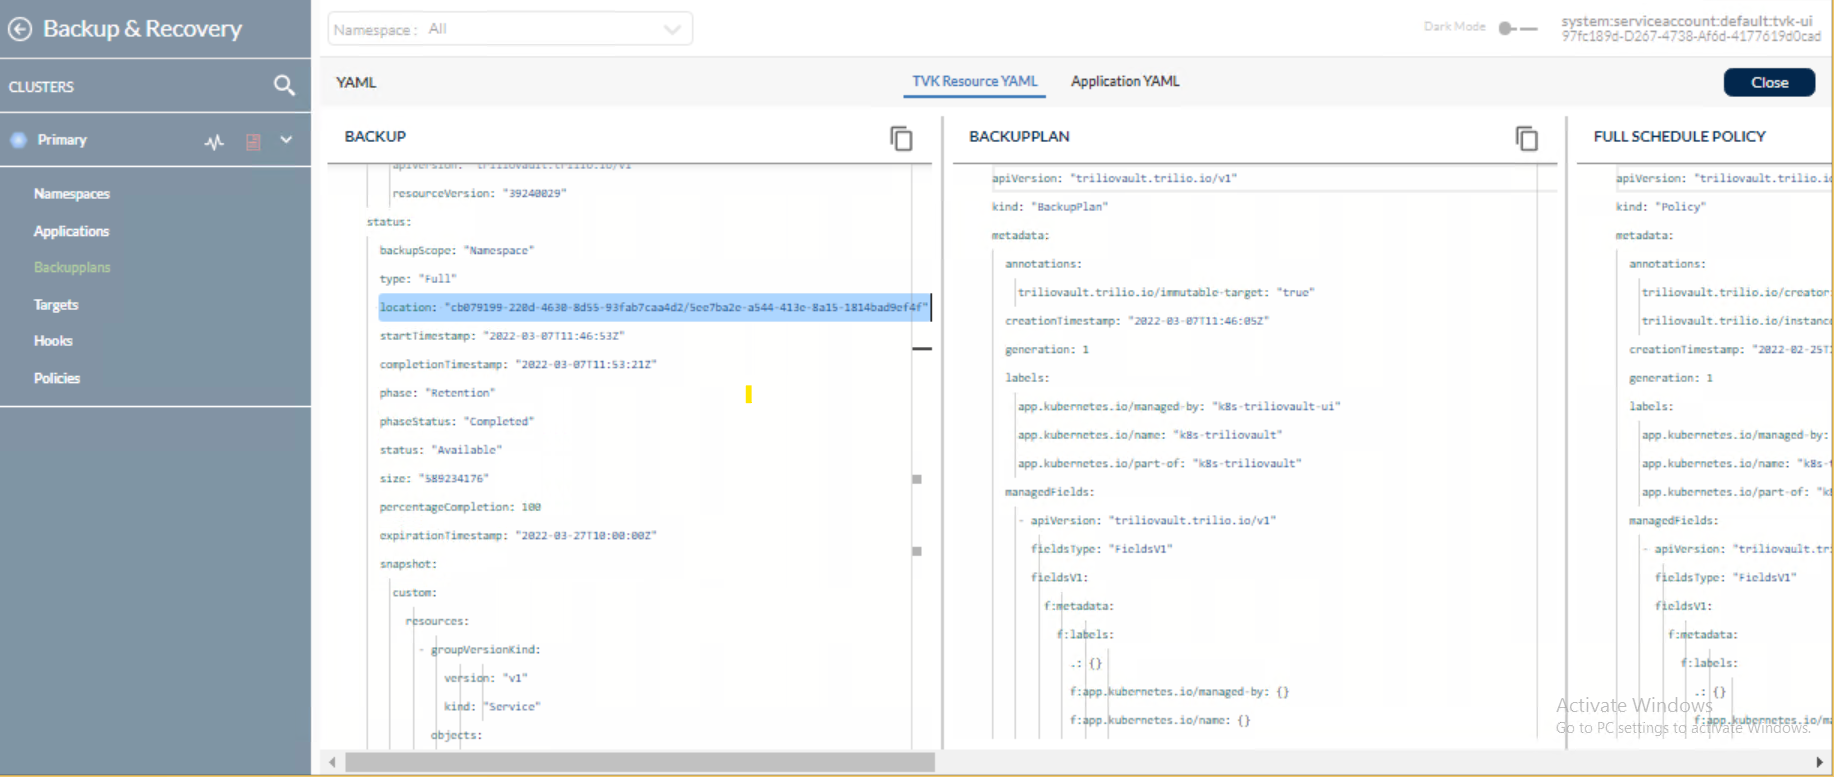 Backup & Recovery
Namespace : All
Dark Mode
system:serviceaccount:default:tvk-ui
97fc189d-D267-4738-Af6d-4177619d0cad
CLUSTERS
Primary
Namespaces
Applications
Backupplans
Targets
Hooks
Policies
YAML
TVK Resource YAML
Application YAML
Close
BACKUP
apiVersion: "triliovault.trilio.io/v1"
resourceVersion: "39240029"
status:
backupScope: "Namespace"
type: "Full"
location: "cb079199-220d-4630-8d55-93fab7caa4d2/5ee7ba2e-a544-413e-8a15-1814bad9ef4f"
startTimestamp: "2022-03-07T11:46:53Z"
completionTimestamp: "2022-03-07T11:53:21Z"
phase: "Retention"
phaseStatus: "Completed"
status: "Available"
size: "589234176"
percentageCompletion: 100
expirationTimestamp: "2022-03-27T10:00:00Z"
snapshot:
custom:
resources:
- groupVersionKind:
version: "v1"
kind: "Service"
objects:
BACKUPPLAN
apiVersion: "triliovault.trilio.io/v1"
kind: "BackupPlan"
metadata:
annotations:
triliovault.trilio.io/immutable-target: "true"
creationTimestamp: "2022-03-07T11:46:05Z"
generation: 1
labels:
app.kubernetes.io/managed-by: "k8s-triliovault-ui"
app.kubernetes.io/name: "k8s-triliovault"
app.kubernetes.io/part-of: "k8s-triliovault"
managedFields:
- apiVersion: "triliovault.trilio.io/v1"
fieldsType: "FieldsV1"
fieldsV1:
f:metadata:
f:labels:
.: {}
f:app.kubernetes.io/managed-by: {}
f:app.kubernetes.io/name: {}
FULL SCHEDULE POLICY
apiVersion: "triliovault.trilio.io
kind: "Policy"
metadata:
annotations:
triliovault.trilio.io/creator
triliovault.trilio.io/instance
creationTimestamp: "2022-02-25T
generation: 1
labels:
app.kubernetes.io/managed-by:
app.kubernetes.io/name: "k8s-t
app.kubernetes.io/part-of: "k8
managedFields:
- apiVersion: "triliovault.tr
fieldsType: "FieldsV1"
fieldsV1:
f:metadata:
f:labels:
.: {}
f:app.kubernetes.io/m
Activate Windows
Go to PC settings to activate Windows.